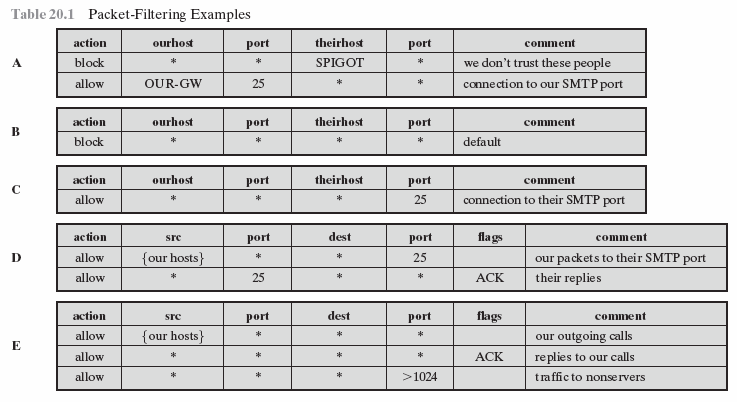 Table 20.1 Packet-Filtering Examples
A
action ourhost port theirhost port comment
block * * SPIGOT * we don't trust these people
allow OUR-GW 25 * * connection to our SMTP port
B
action ourhost port theirhost port comment
block * * * * default
C
action ourhost port theirhost port comment
allow * * * 25 connection to their SMTP port
D
action src port dest port flags comment
allow {our hosts} * * 25 our packets to their SMTP port
allow * 25 * * ACK their replies
E
action src port dest port flags comment
allow {our hosts} * * * our outgoing calls
allow * * * * ACK replies to our calls
allow * * * >1024 traffic to nonservers